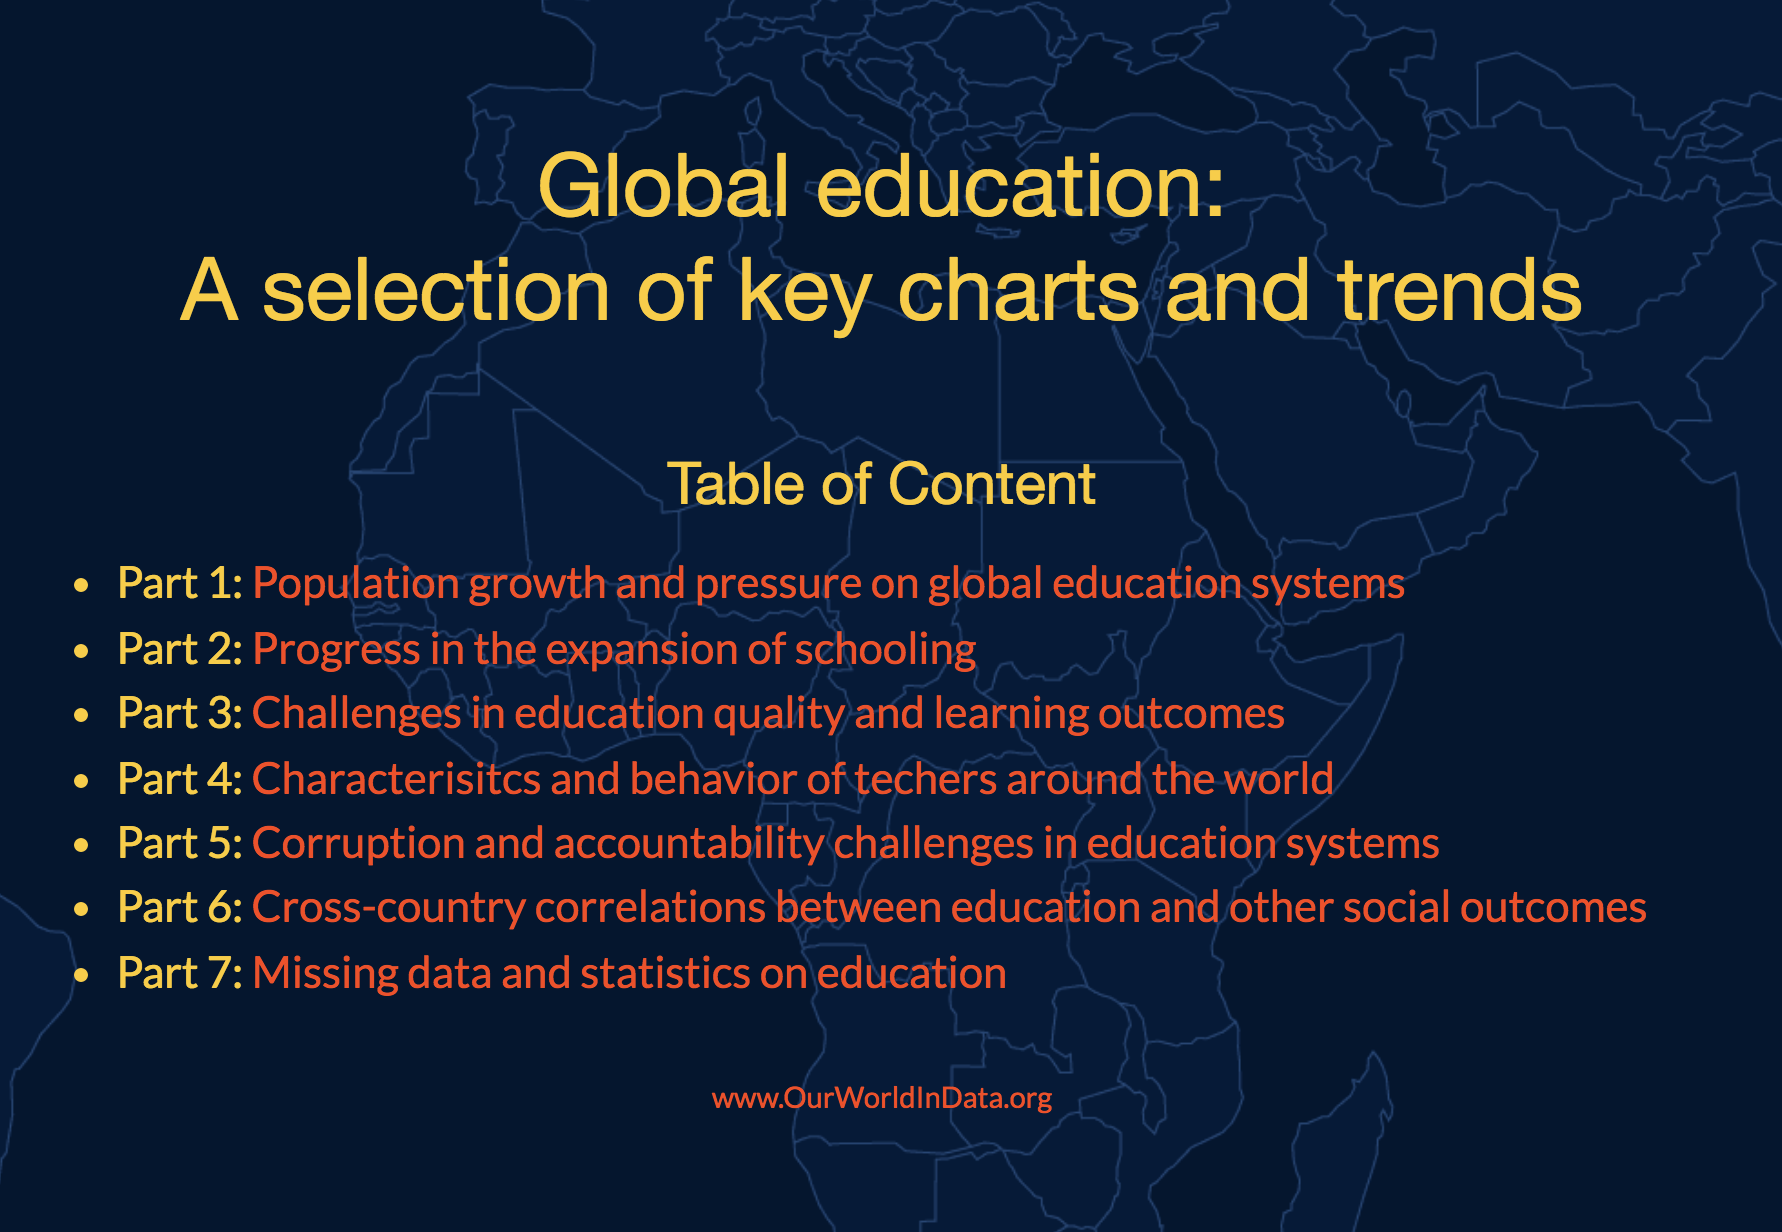 Global education:
A selection of key charts and trends
Table of Content
• Part 1: Population growth and pressure on global education systems
• Part 2: Progress in the expansion of schooling
• Part 3: Challenges in education quality and learning outcomes
• Part 4: Characterisitcs and behavior of techers around the world
• Part 5: Corruption and accountability challenges in education systems
• Part 6: Cross-country correlations between education and other social outcomes
• Part 7: Missing data and statistics on education
www.OurWorldInData.org